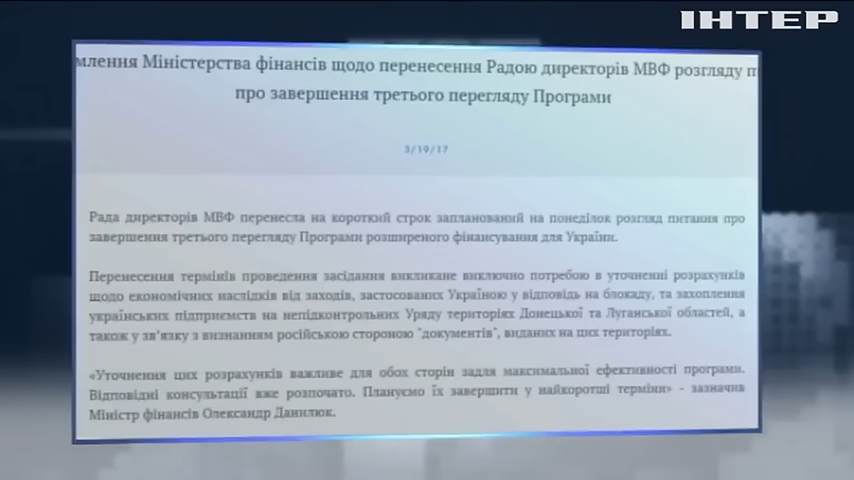 ІНТЕР
млення Міністерства фінансів щодо перенесення Радою директорів МВФ розгляду п
про завершення третього перегляду Програми
3/19/17
Рада директорів МВФ перенесла на короткий строк запланований на понеділок розгляд питання про
завершення третього перегляду Програми розширеного фінансування для України.
Перенесення термінів проведення засідання викликане виключно потребою в уточненні розрахунків
щодо економічних наслідків від заходів, застосованих Україною у відповідь на блокаду, та захоплення
українських підприємств на непідконтрольних Уряду територіях Донецької та Луганської областей, а
також у зв'язку з визнанням російською стороною "документів", виданих на цих територіях.
«Уточнення цих розрахунків важливе для обох сторін задля максимальної ефективності програми.
Відповідні консультації вже розпочато. Плануємо їх завершити у найкоротші терміни» - зазначив
Міністр фінансів Олександр Данилюк.